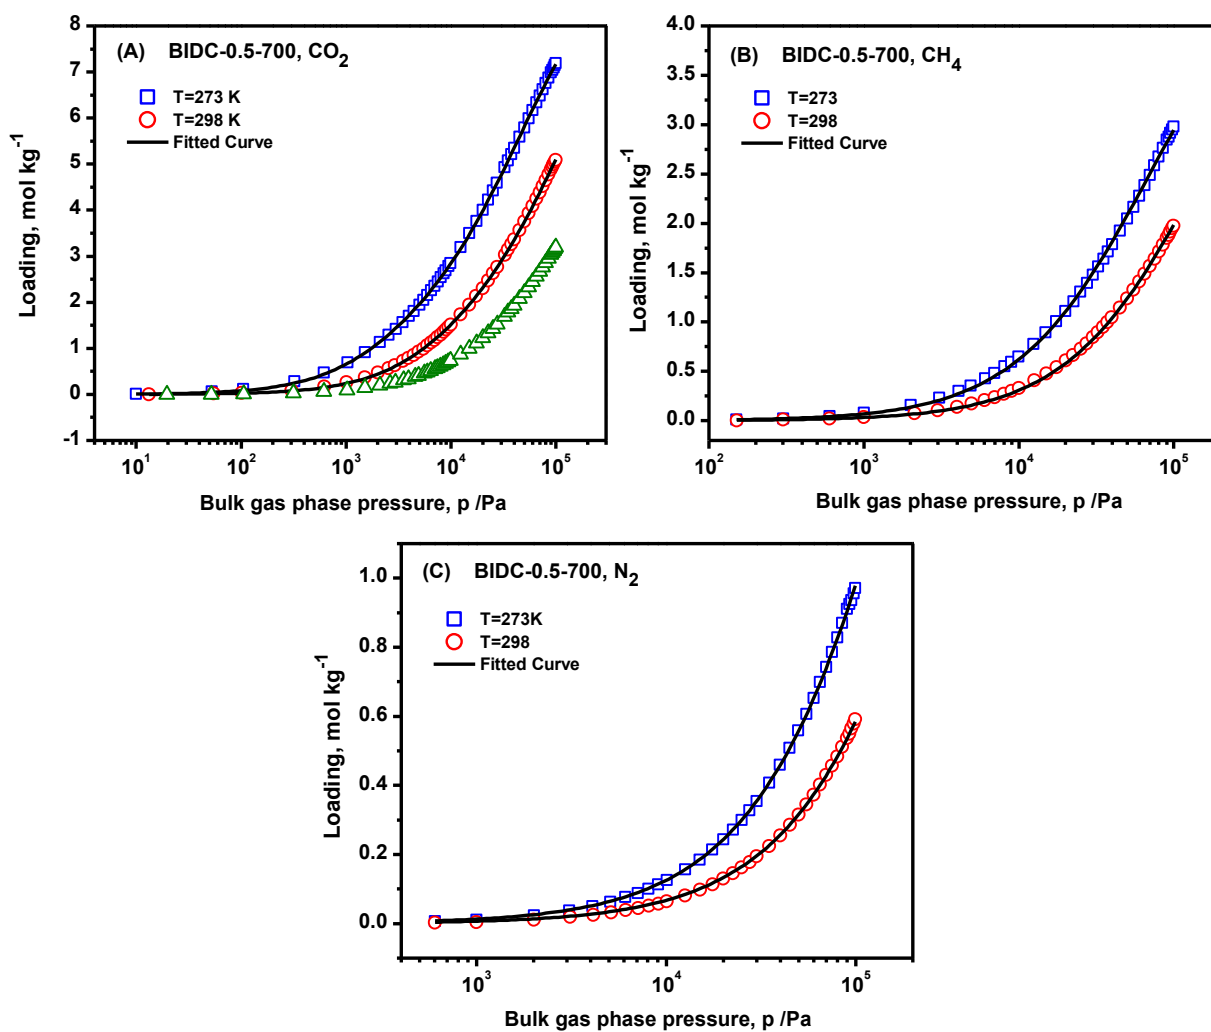 (A) BIDC-0.5-700, CO2
T=273 K
T=298 K
Fitted Curve
Loading, mol kg-1
8
7
6
5
4
3
2
1
0
-1
10^1 10^2 10^3 10^4 10^5
Bulk gas phase pressure, p /Pa
(B) BIDC-0.5-700, CH4
T=273
T=298
Fitted Curve
Loading, mol kg-1
4.0
3.5
3.0
2.5
2.0
1.5
1.0
0.5
0.0
10^2 10^3 10^4 10^5
Bulk gas phase pressure, p /Pa
(C) BIDC-0.5-700, N2
T=273K
T=298
Fitted Curve
Loading, mol kg-1
1.0
0.8
0.6
0.4
0.2
0.0
10^3 10^4 10^5
Bulk gas phase pressure, p /Pa